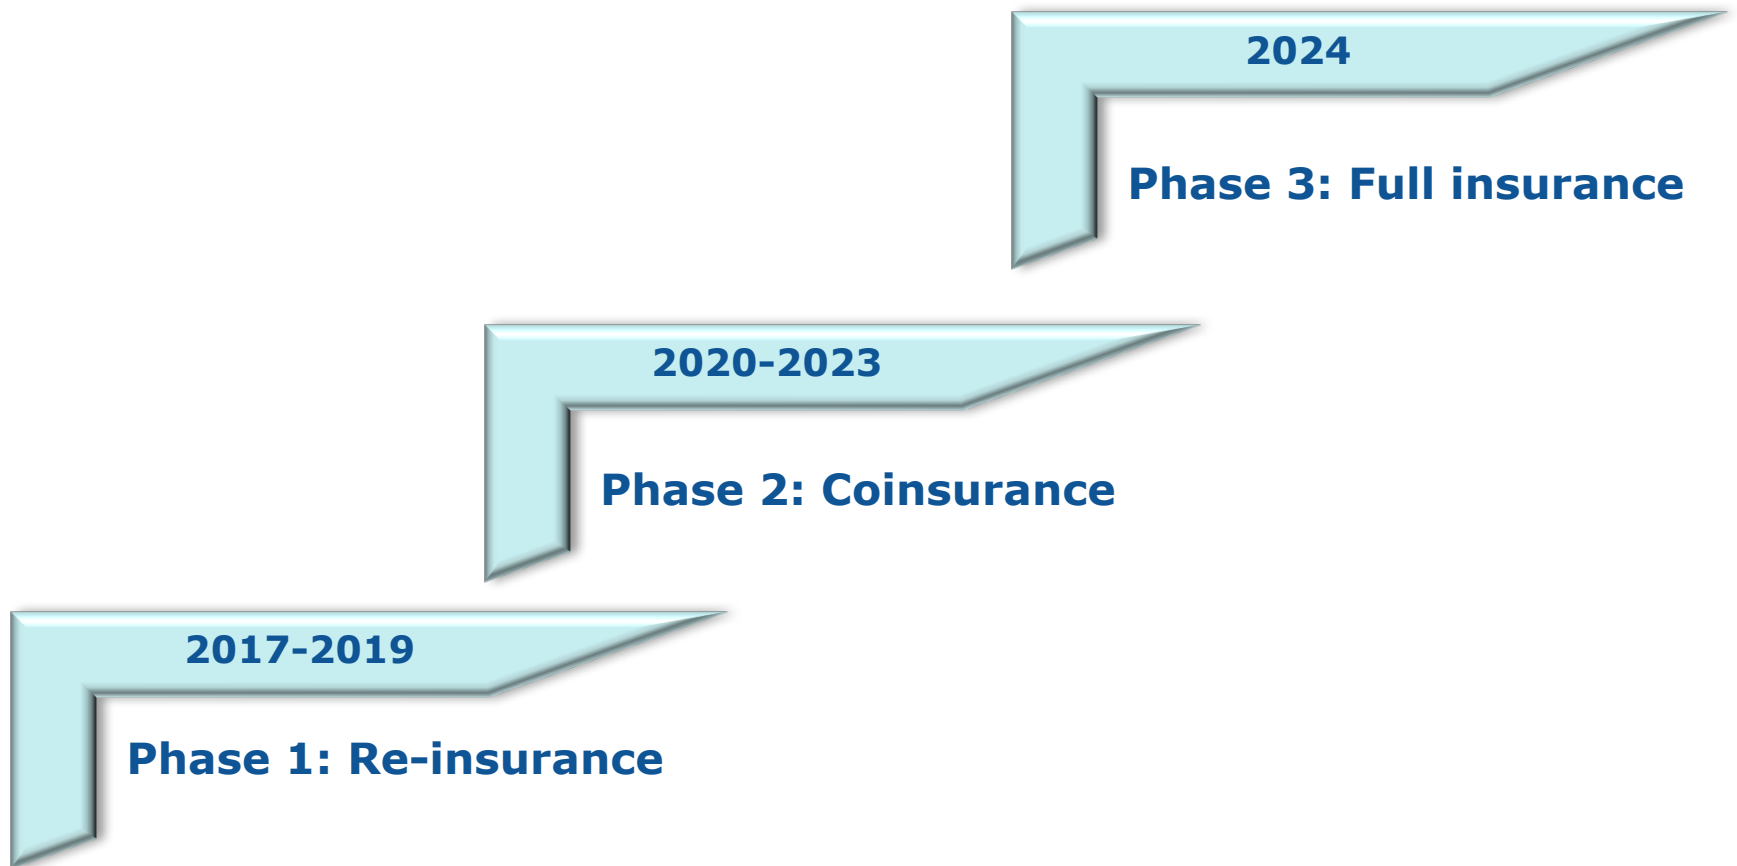 2024
Phase 3: Full insurance
2020-2023
Phase 2: Coinsurance
2017-2019
Phase 1: Re-insurance